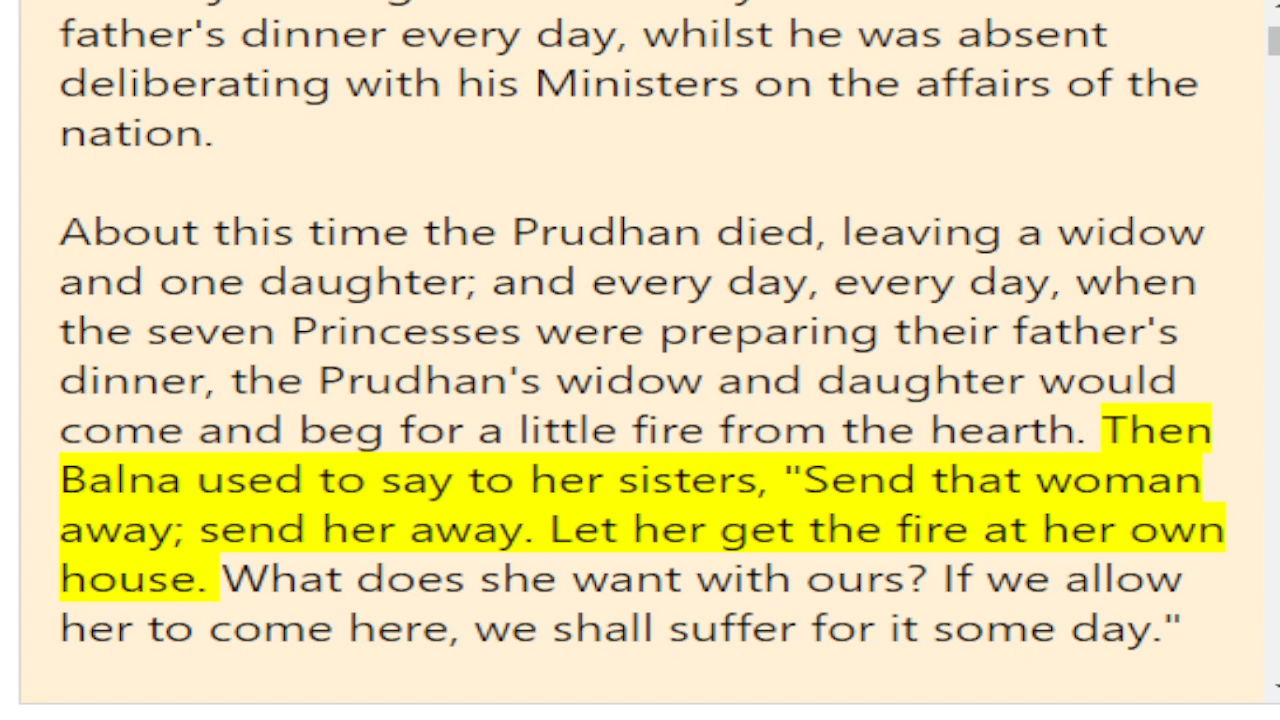 father's dinner every day, whilst he was absent
deliberating with his Ministers on the affairs of the
nation.
About this time the Prudhan died, leaving a widow
and one daughter; and every day, every day, when
the seven Princesses were preparing their father's
dinner, the Prudhan's widow and daughter would
come and beg for a little fire from the hearth. Then
Balna used to say to her sisters, "Send that woman
away; send her away. Let her get the fire at her own
house. What does she want with ours? If we allow
her to come here, we shall suffer for it some day."